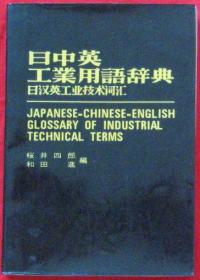 日中英
工業用語辞典
日汉英工业技术词汇
JAPANESE-CHINESE-ENGLISH
GLOSSARY OF INDUSTRIAL
TECHNICAL TERMS
桜井四郎
和田進 編